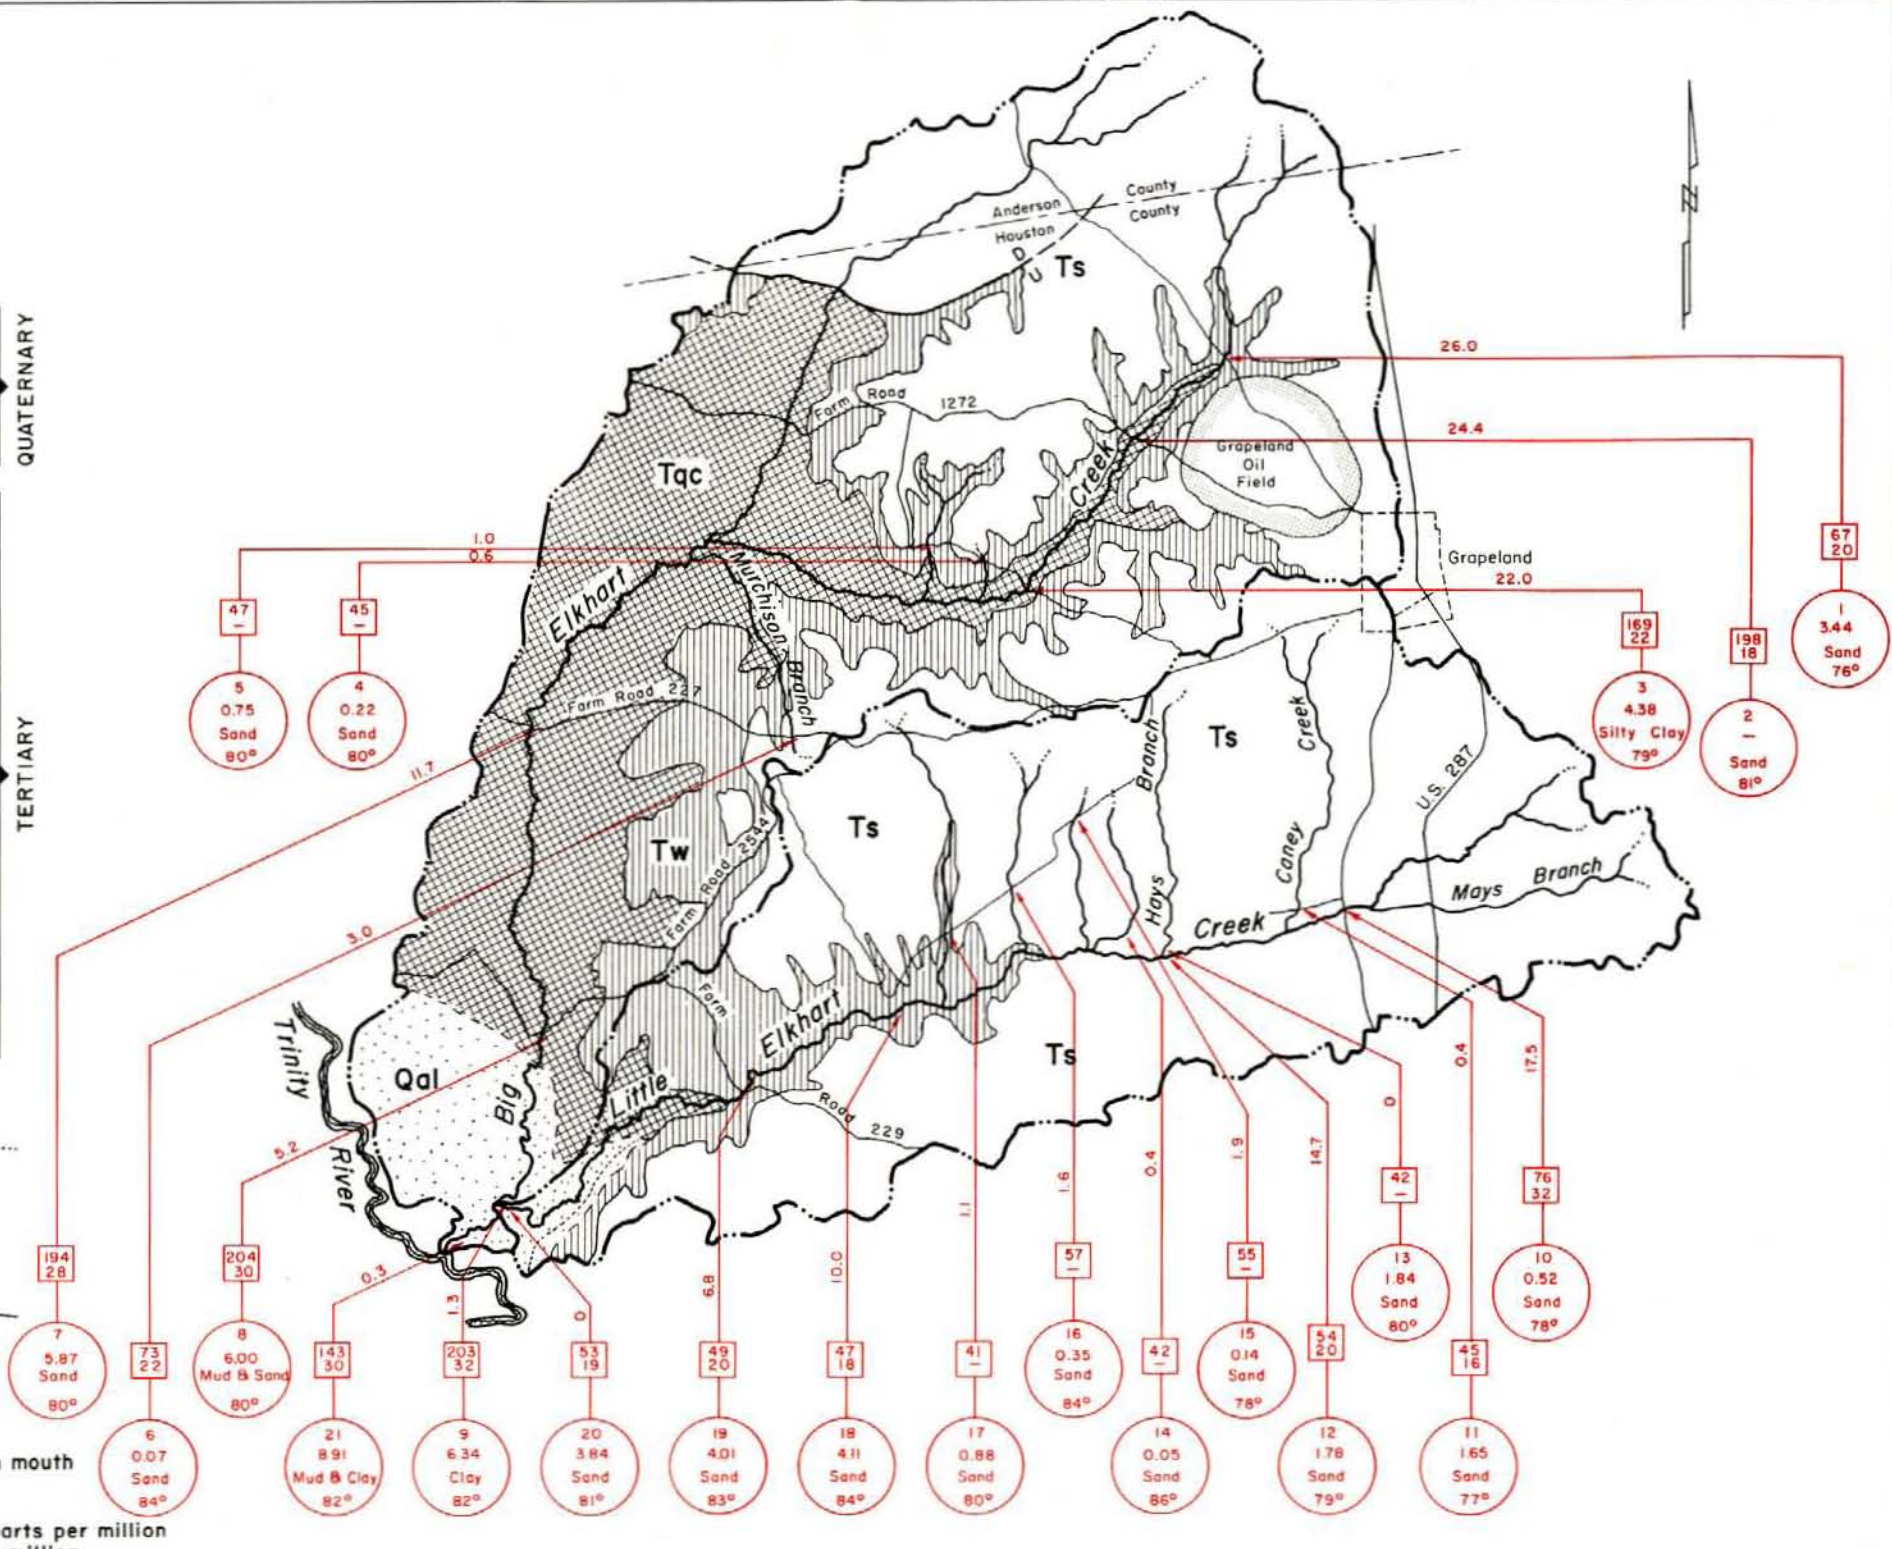 QUATERNARY
TERTIARY
Anderson County
Houston County
D
U
Ts
N
Farm Road 1272
Tqc
Creek
Grapeland
Oil
Field
Grapeland
Elkhart
Murchison Branch
Farm Road 227
Tw
Farm Road 2544
Ts
Ts
Branch
Hays
Creek
Caney
U.S. 287
Creek
Mays Branch
Farm
Elkhart
Ts
Trinity
River
Qal
Big
Little
Road 229
26.0
67
20
1
3.44
Sand
76°
24.4
198
18
2
–
Sand
81°
22.0
169
22
3
4.38
Silty Clay
79°
1.0
47
–
5
0.75
Sand
80°
0.6
45
–
4
0.22
Sand
80°
11.7
194
28
7
5.87
Sand
80°
3.0
73
22
6
0.07
Sand
84°
5.2
204
30
8
6.00
Mud & Sand
80°
0.3
143
30
21
8.91
Mud & Clay
82°
1.3
203
32
9
6.34
Clay
82°
0
53
19
20
3.84
Sand
81°
6.8
49
20
19
4.01
Sand
83°
10.0
47
18
18
4.11
Sand
84°
1.1
41
–
17
0.88
Sand
80°
1.6
57
–
16
0.35
Sand
84°
0.4
42
–
14
0.05
Sand
86°
1.9
55
–
15
0.14
Sand
78°
14.7
54
20
12
1.78
Sand
79°
0
42
–
13
1.84
Sand
80°
0.4
45
16
11
1.65
Sand
77°
17.5
76
32
10
0.52
Sand
78°
mouth
arts per million